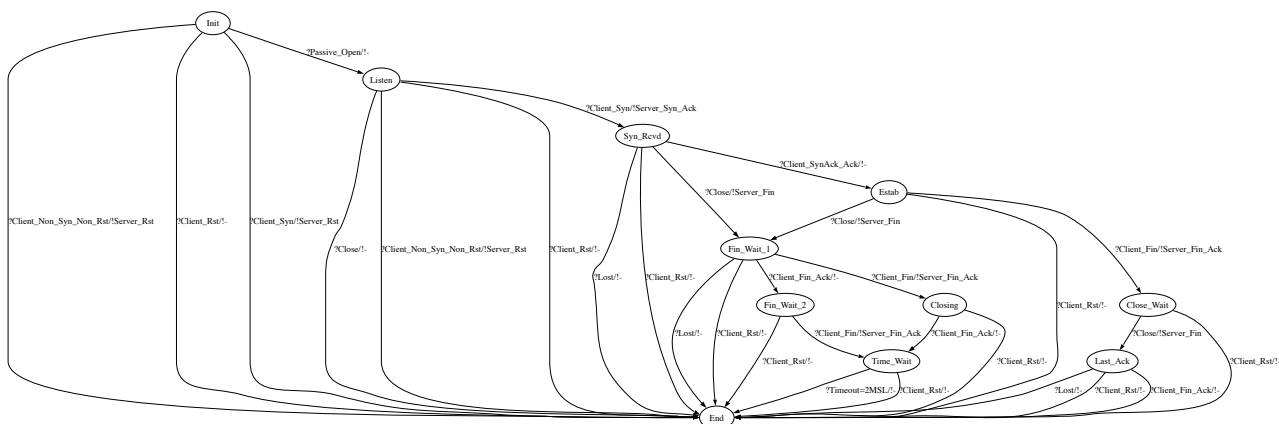 Init
?Passive_Open/!-
Listen
?Client_Syn/!Server_Syn_Ack
Syn_Rcvd
?Client_SynAck_Ack/!-
?Close/!Server_Fin
Estab
?Client_Non_Syn_Non_Rst/!Server_Rst
?Client_Rst/!-
?Client_Syn/!Server_Rst
?Close/!Server_Fin
?Close/!-
?Client_Non_Syn_Non_Rst/!Server_Rst
?Client_Rst/!-
Fin_Wait_1
?Client_Fin/!Server_Fin_Ack
?Lost/!-
?Client_Rst/!-
?Client_Fin_Ack/!-
?Client_Fin/!Server_Fin_Ack
Fin_Wait_2
Closing
?Client_Rst/!-
Close_Wait
?Lost/!-
?Client_Rst/!-
?Client_Fin/!Server_Fin_Ack
?Client_Fin_Ack/!-
?Close/!Server_Fin
?Client_Rst/!-
Time_Wait
?Client_Rst/!-
Last_Ack
?Client_Rst/!-
?Timeout=2MSL/!-
?Client_Rst/!-
?Lost/!-
?Client_Rst/!-
?Client_Fin_Ack/!-
End